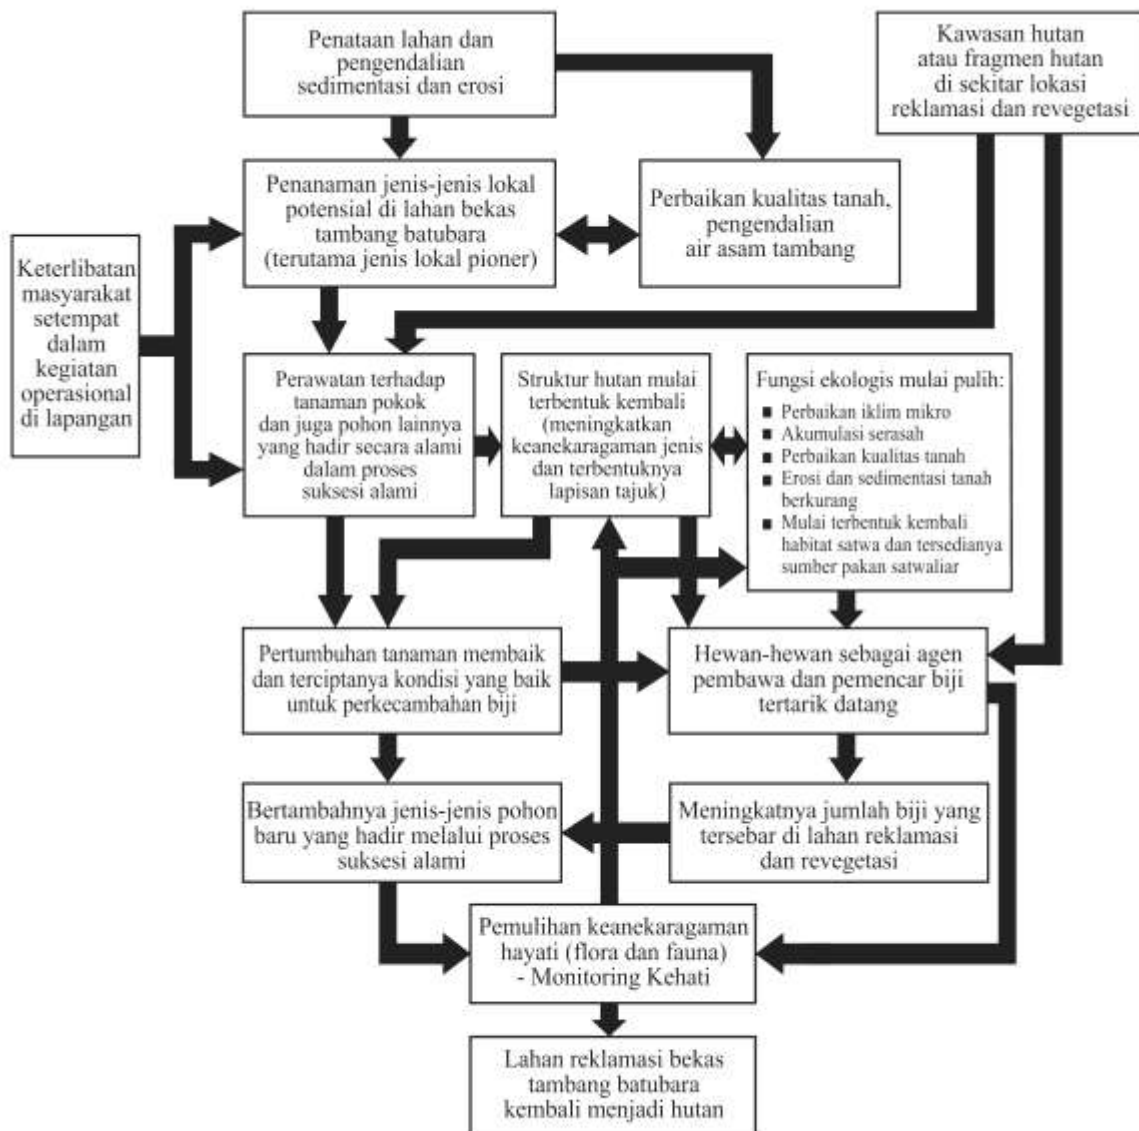 Penataan lahan dan
pengendalian
sedimentasi dan erosi
Kawasan hutan
atau fragmen hutan
di sekitar lokasi
reklamasi dan revegetasi
Penanaman jenis-jenis lokal
potensial di lahan bekas
tambang batubara
(terutama jenis lokal pioner)
Perbaikan kualitas tanah,
pengendalian
air asam tambang
Keterlibatan
masyarakat
setempat
dalam
kegiatan
operasional
di lapangan
Perawatan terhadap
tanaman pokok
dan juga pohon lainnya
yang hadir secara alami
dalam proses
suksesi alami
Struktur hutan mulai
terbentuk kembali
(meningkatkan
keanekaragaman jenis
dan terbentuknya
lapisan tajuk)
Fungsi ekologis mulai pulih:
■ Perbaikan iklim mikro
■ Akumulasi serasah
■ Perbaikan kualitas tanah
■ Erosi dan sedimentasi tanah
berkurang
■ Mulai terbentuk kembali
habitat satwa dan tersedianya
sumber pakan satwaliar
Pertumbuhan tanaman membaik
dan terciptanya kondisi yang baik
untuk perkecambahan biji
Hewan-hewan sebagai agen
pembawa dan pemencar biji
tertarik datang
Bertambahnya jenis-jenis pohon
baru yang hadir melalui proses
suksesi alami
Meningkatnya jumlah biji yang
tersebar di lahan reklamasi
dan revegetasi
Pemulihan keanekaragaman
hayati (flora dan fauna)
- Monitoring Kehati
Lahan reklamasi bekas
tambang batubara
kembali menjadi hutan